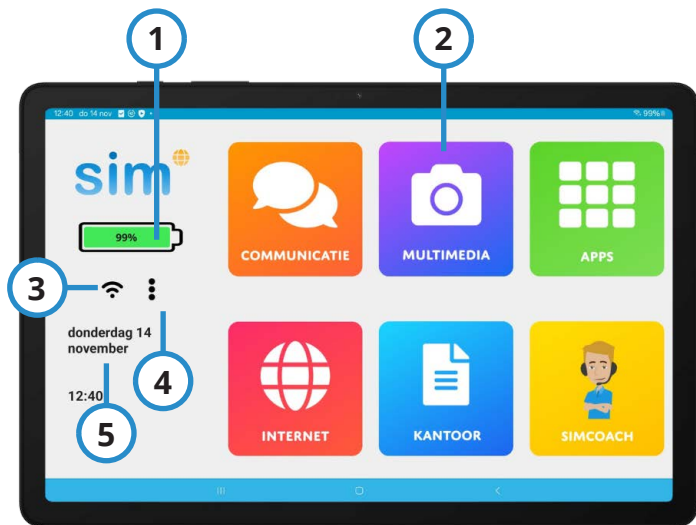 1
2
12:40 do 14 nov
99%
sim
99%
COMMUNICATIE
MULTIMEDIA
APPS
3
donderdag 14
november
4
12:40
5
INTERNET
KANTOOR
SIMCOACH